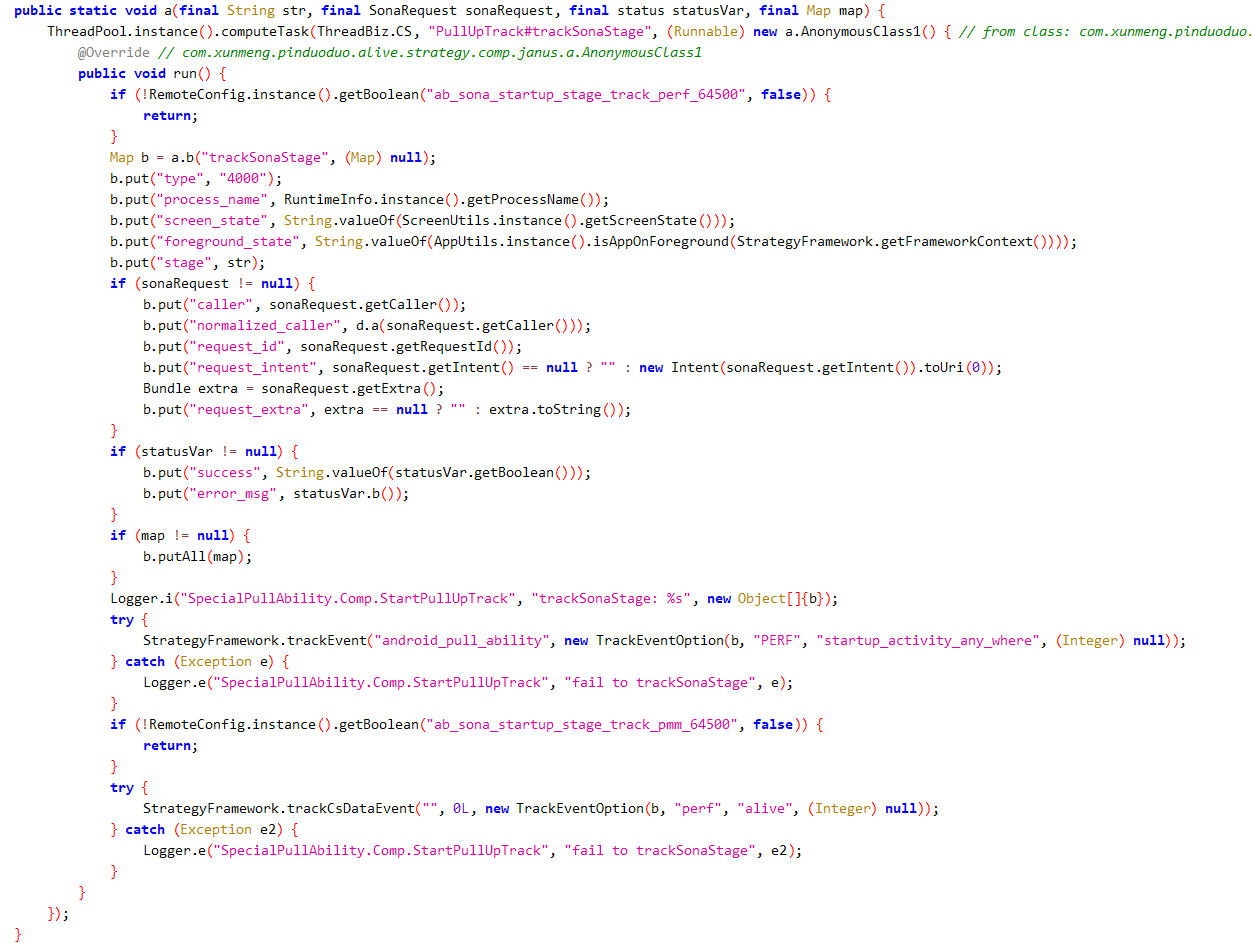 public static void a(final String str, final SonaRequest sonaRequest, final status statusVar, final Map map) {
    ThreadPool.instance().computeTask(ThreadBiz.CS, "PullUpTrack#trackSonaStage", (Runnable) new a.AnonymousClass1() { // from class: com.xunmeng.pinduoduo.
        @Override // com.xunmeng.pinduoduo.alive.strategy.comp.janus.a.AnonymousClass1
        public void run() {
            if (!RemoteConfig.instance().getBoolean("ab_sona_startup_stage_track_perf_64500", false)) {
                return;
            }
            Map b = a.b("trackSonaStage", (Map) null);
            b.put("type", "4000");
            b.put("process_name", RuntimeInfo.instance().getProcessName());
            b.put("screen_state", String.valueOf(ScreenUtils.instance().getScreenState()));
            b.put("foreground_state", String.valueOf(AppUtils.instance().isAppOnForeground(StrategyFramework.getFrameworkContext())));
            b.put("stage", str);
            if (sonaRequest != null) {
                b.put("caller", sonaRequest.getCaller());
                b.put("normalized_caller", d.a(sonaRequest.getCaller()));
                b.put("request_id", sonaRequest.getRequestId());
                b.put("request_intent", sonaRequest.getIntent() == null ? "" : new Intent(sonaRequest.getIntent()).toUri(0));
                Bundle extra = sonaRequest.getExtra();
                b.put("request_extra", extra == null ? "" : extra.toString());
            }
            if (statusVar != null) {
                b.put("success", String.valueOf(statusVar.getBoolean()));
                b.put("error_msg", statusVar.b());
            }
            if (map != null) {
                b.putAll(map);
            }
            Logger.i("SpecialPullAbility.Comp.StartPullUpTrack", "trackSonaStage: %s", new Object[]{b});
            try {
                StrategyFramework.trackEvent("android_pull_ability", new TrackEventOption(b, "PERF", "startup_activity_any_where", (Integer) null));
            } catch (Exception e) {
                Logger.e("SpecialPullAbility.Comp.StartPullUpTrack", "fail to trackSonaStage", e);
            }
            if (!RemoteConfig.instance().getBoolean("ab_sona_startup_stage_track_pmm_64500", false)) {
                return;
            }
            try {
                StrategyFramework.trackCsDataEvent("", 0L, new TrackEventOption(b, "perf", "alive", (Integer) null));
            } catch (Exception e2) {
                Logger.e("SpecialPullAbility.Comp.StartPullUpTrack", "fail to trackSonaStage", e2);
            }
        }
    });
}